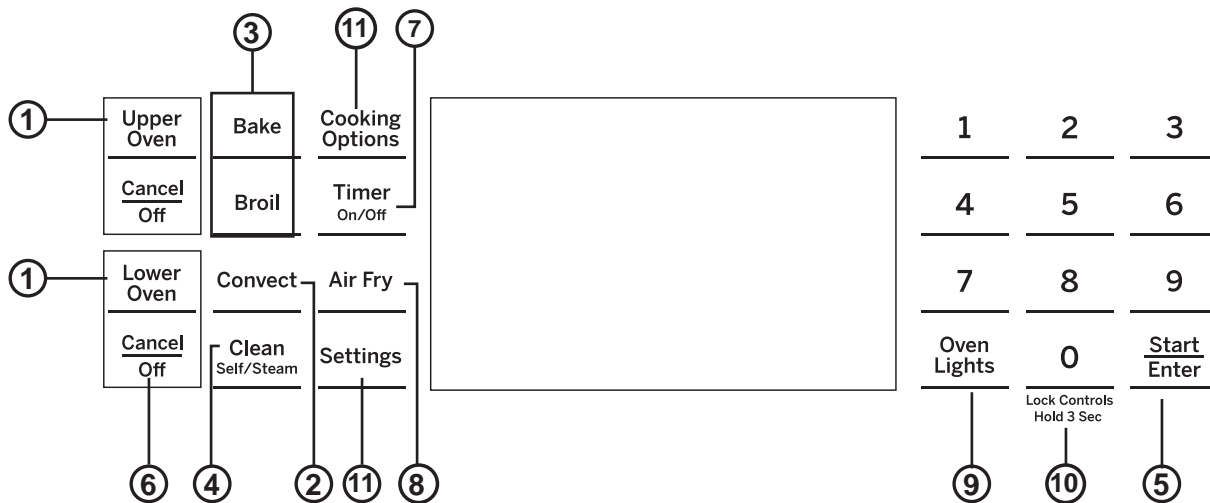 3
11
7
1
Upper
Oven
Bake
Cooking
Options
1
2
3
Cancel
Off
Broil
Timer
On/Off
4
5
6
1
Lower
Oven
Convect
Air Fry
7
8
9
Cancel
Off
Clean
Self/Steam
Settings
Oven
Lights
0
Start
Enter
Lock Controls
Hold 3 Sec
6
4
2
11
8
9
10
5